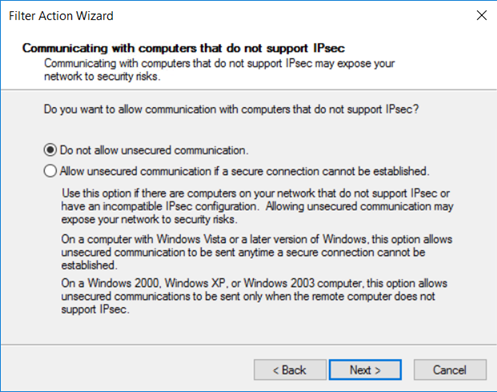 Filter Action Wizard
Communicating with computers that do not support IPsec
Communicating with computers that do not support IPsec may expose your
network to security risks.
Do you want to allow communication with computers that do not support IPsec?
Do not allow unsecured communication.
Allow unsecured communication if a secure connection cannot be established.
Use this option if there are computers on your network that do not support IPsec or
have an incompatible IPsec configuration. Allowing unsecured communication may
expose your network to security risks.
On a computer with Windows Vista or a later version of Windows, this option allows
unsecured communication to be sent anytime a secure connection cannot be
established.
On a Windows 2000, Windows XP, or Windows 2003 computer, this option allows
unsecured communications to be sent only when the remote computer does not
support IPsec.
< Back Next > Cancel